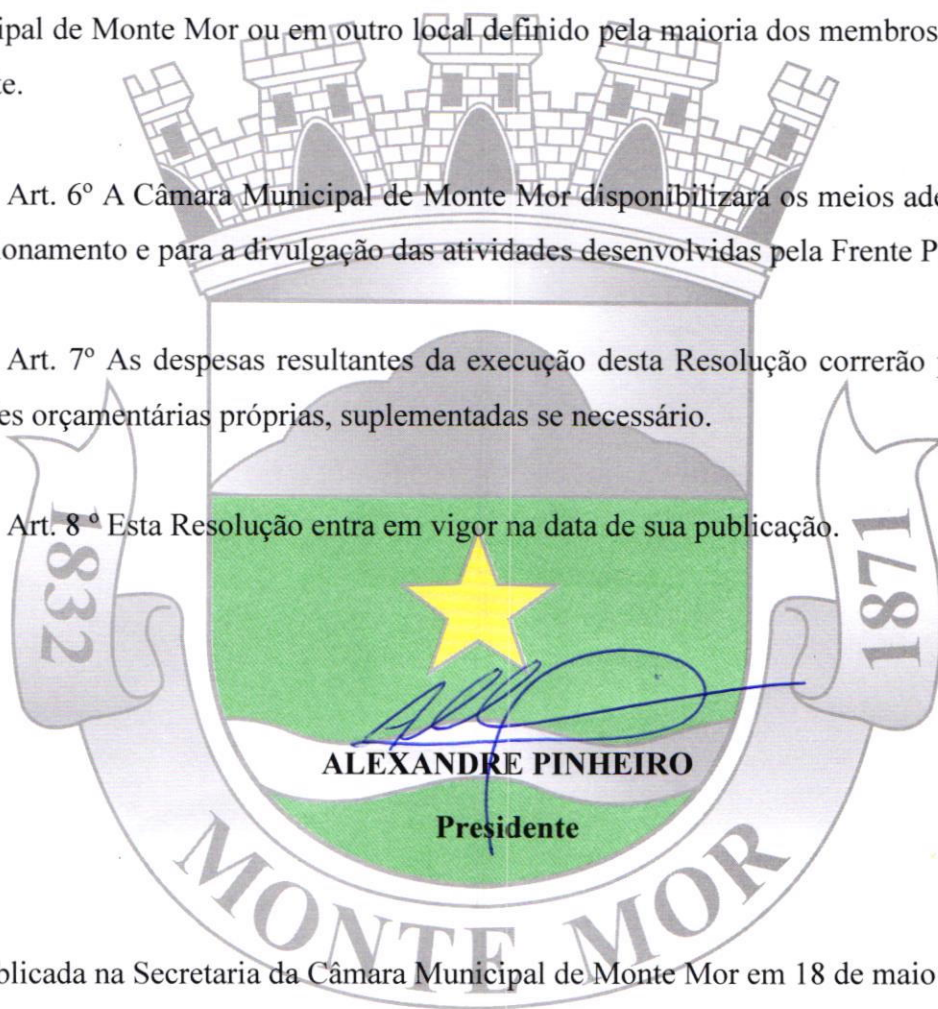 ipal de Monte Mor ou em outro local definido pela maioria dos membros
te.
Art. 6º A Câmara Municipal de Monte Mor disponibilizará os meios ade
ionamento e para a divulgação das atividades desenvolvidas pela Frente P
Art. 7º As despesas resultantes da execução desta Resolução correrão
es orçamentárias próprias, suplementadas se necessário.
Art. 8 º Esta Resolução entra em vigor na data de sua publicação.
1832
1871
ALEXANDRE PINHEIRO
Presidente
MONTE MOR
blicada na Secretaria da Câmara Municipal de Monte Mor em 18 de maio